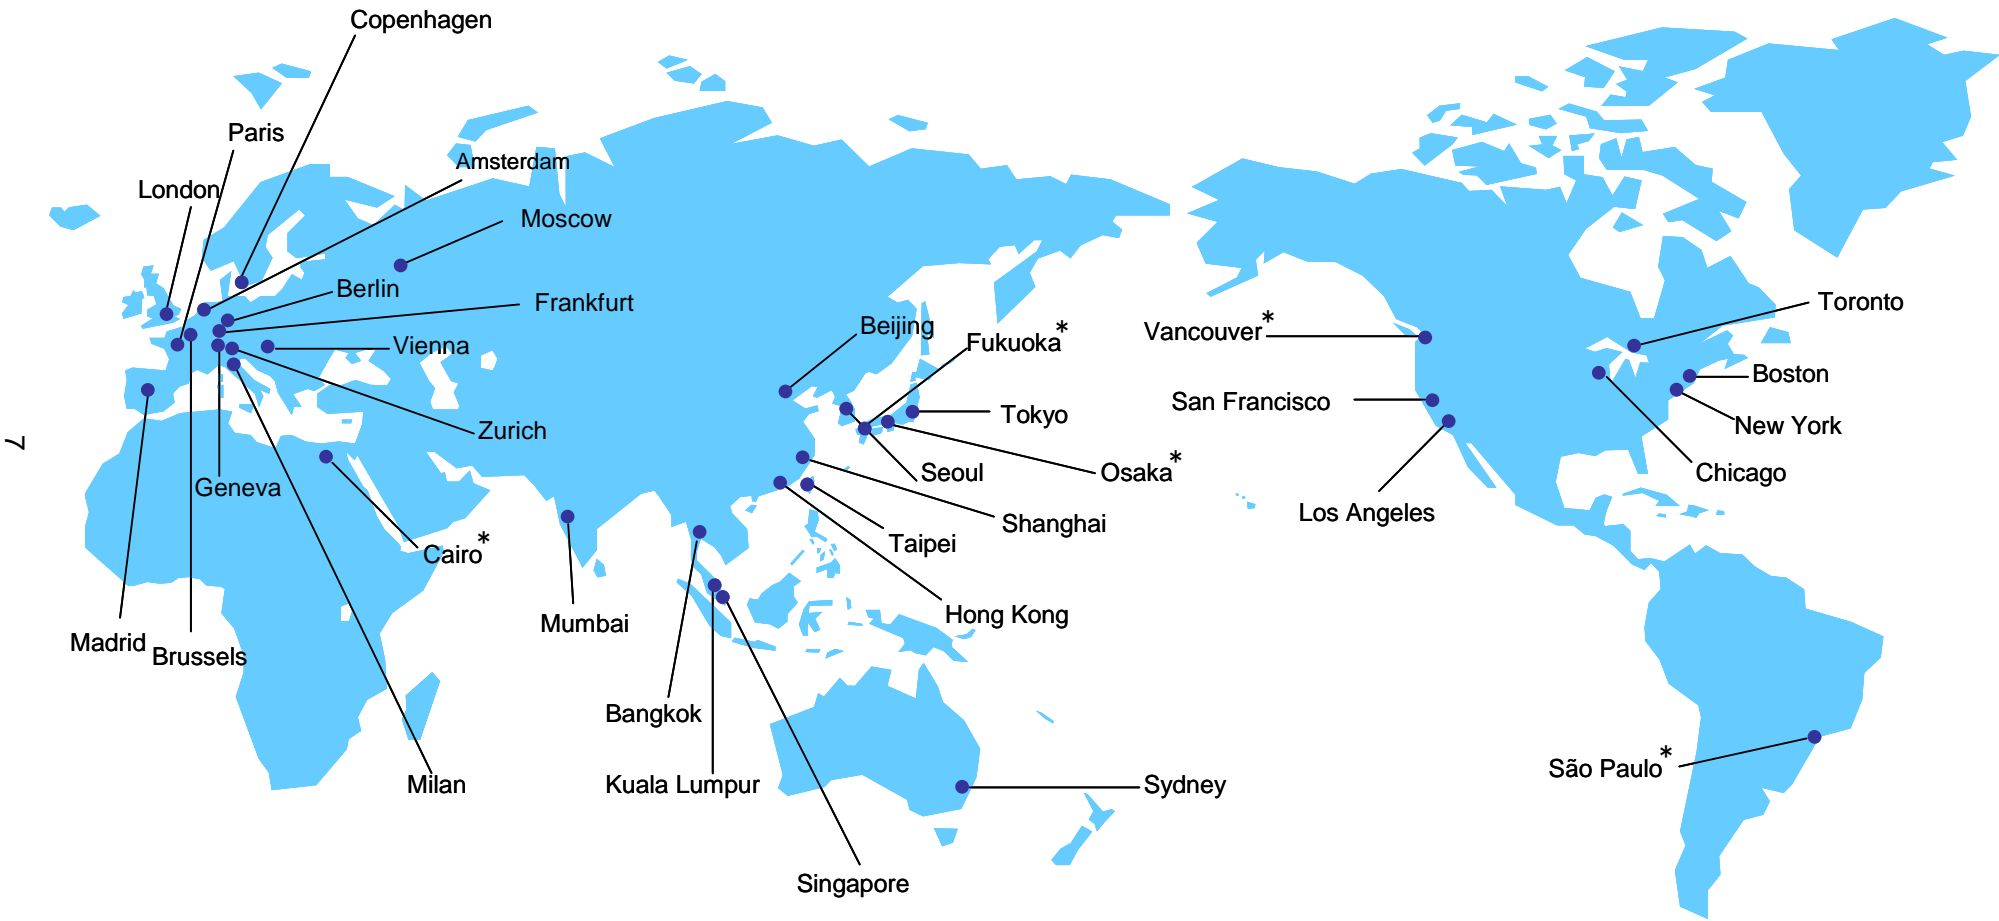 Copenhagen
Paris
Amsterdam
London
Moscow
Berlin
Frankfurt
Toronto
Beijing
Fukuoka*
Vancouver*
Vienna
Boston
San Francisco
Tokyo
New York
Zurich
7
Seoul
Osaka*
Chicago
Geneva
Los Angeles
Shanghai
Taipei
Cairo*
Hong Kong
Mumbai
Madrid
Brussels
Bangkok
São Paulo*
Milan
Kuala Lumpur
Sydney
Singapore